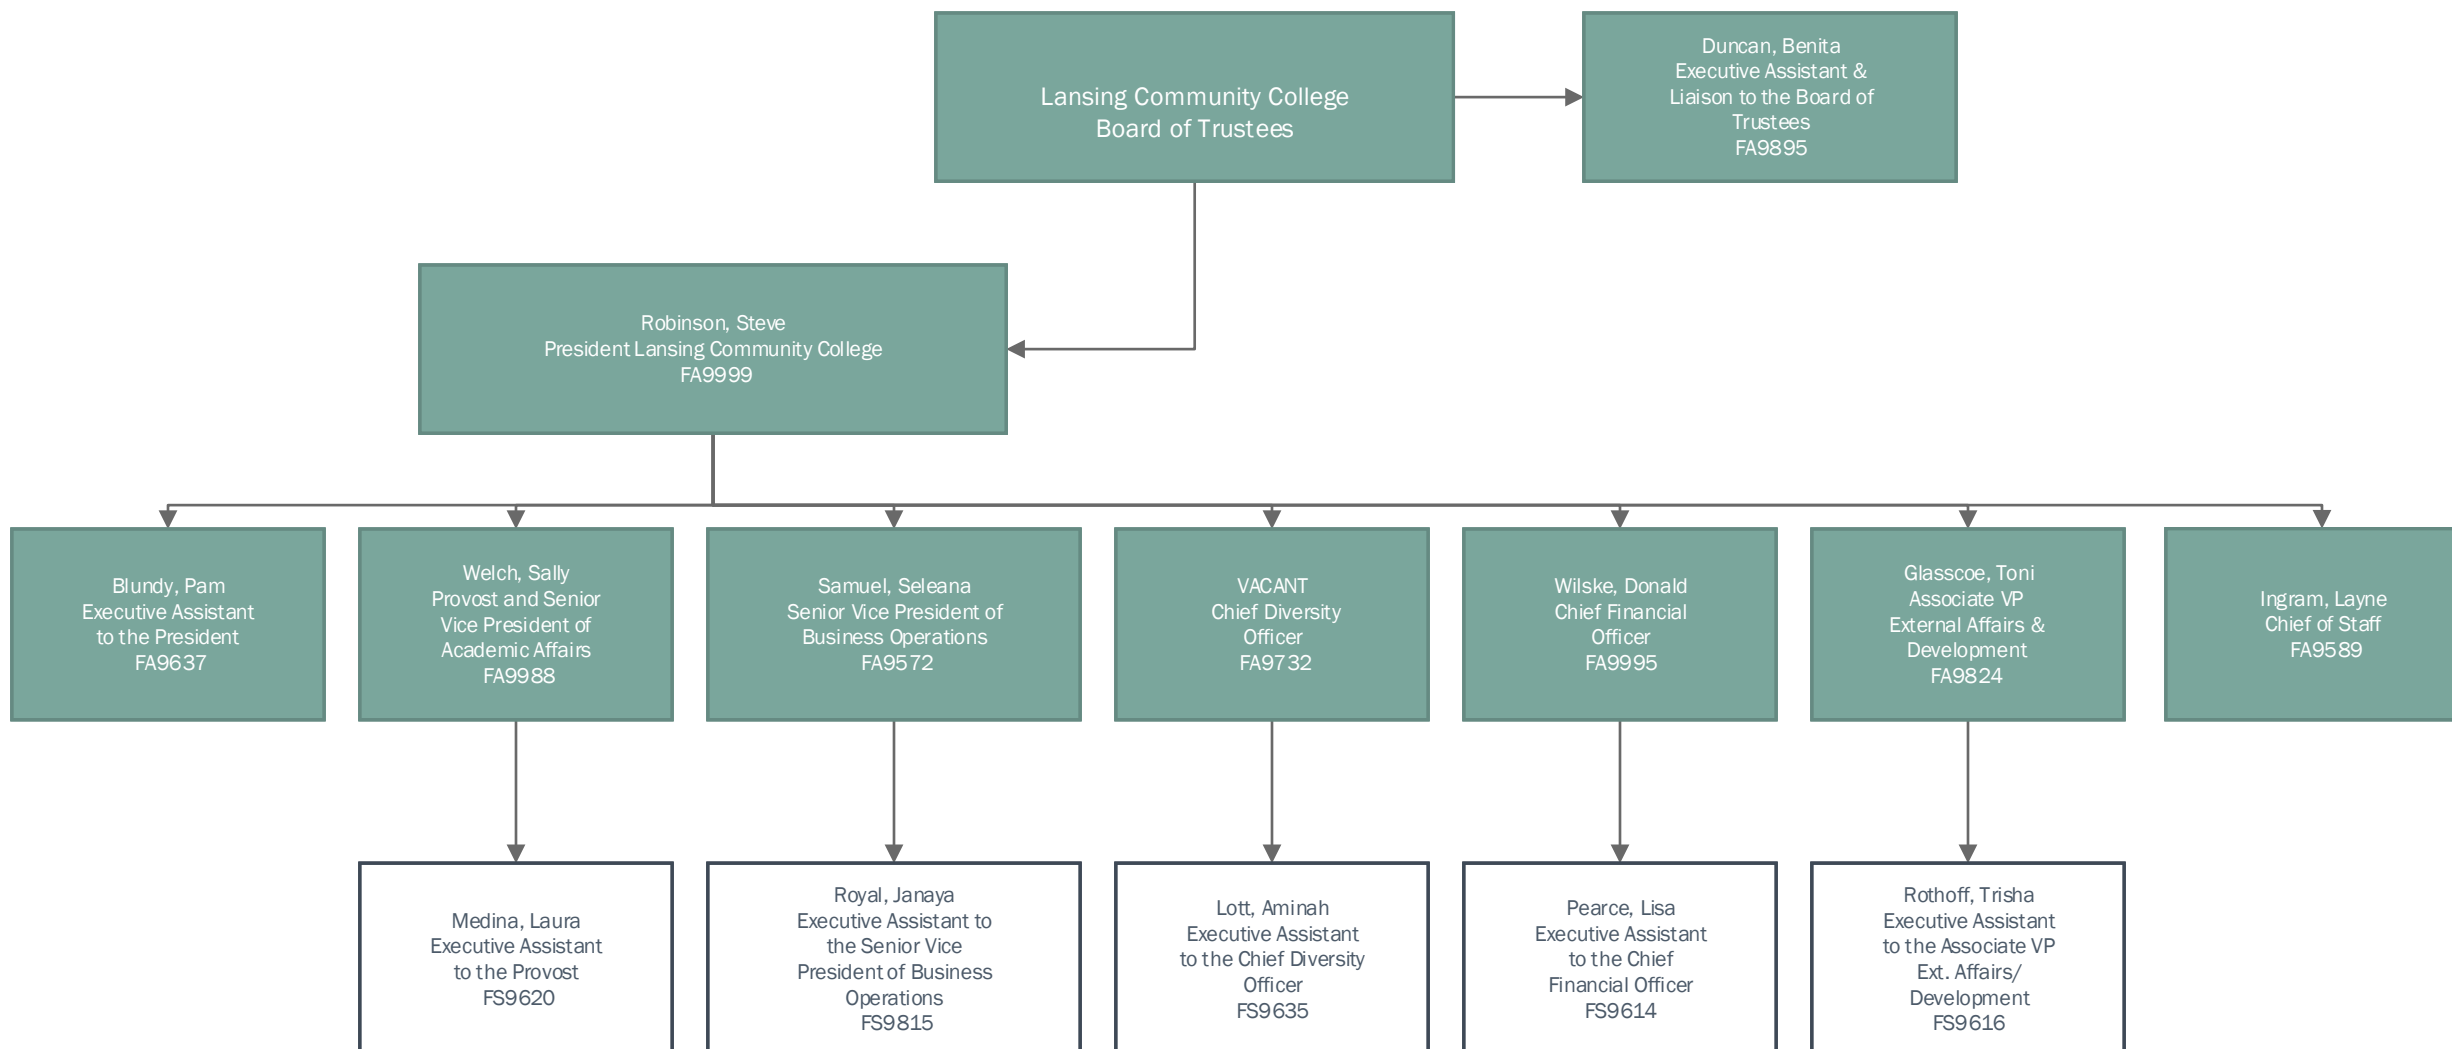 Lansing Community College
Board of Trustees
Duncan, Benita
Executive Assistant &
Liaison to the Board of
Trustees
FA9895
Robinson, Steve
President Lansing Community College
FA9999
Blundy, Pam
Executive Assistant
to the President
FA9637
Welch, Sally
Provost and Senior
Vice President of
Academic Affairs
FA9988
Samuel, Seleana
Senior Vice President of
Business Operations
FA9572
VACANT
Chief Diversity
Officer
FA9732
Wilske, Donald
Chief Financial
Officer
FA9995
Glasscoe, Toni
Associate VP
External Affairs &
Development
FA9824
Ingram, Layne
Chief of Staff
FA9589
Medina, Laura
Executive Assistant
to the Provost
FS9620
Royal, Janaya
Executive Assistant to
the Senior Vice
President of Business
Operations
FS9815
Lott, Aminah
Executive Assistant
to the Chief Diversity
Officer
FS9635
Pearce, Lisa
Executive Assistant
to the Chief
Financial Officer
FS9614
Rothoff, Trisha
Executive Assistant
to the Associate VP
Ext. Affairs/
Development
FS9616